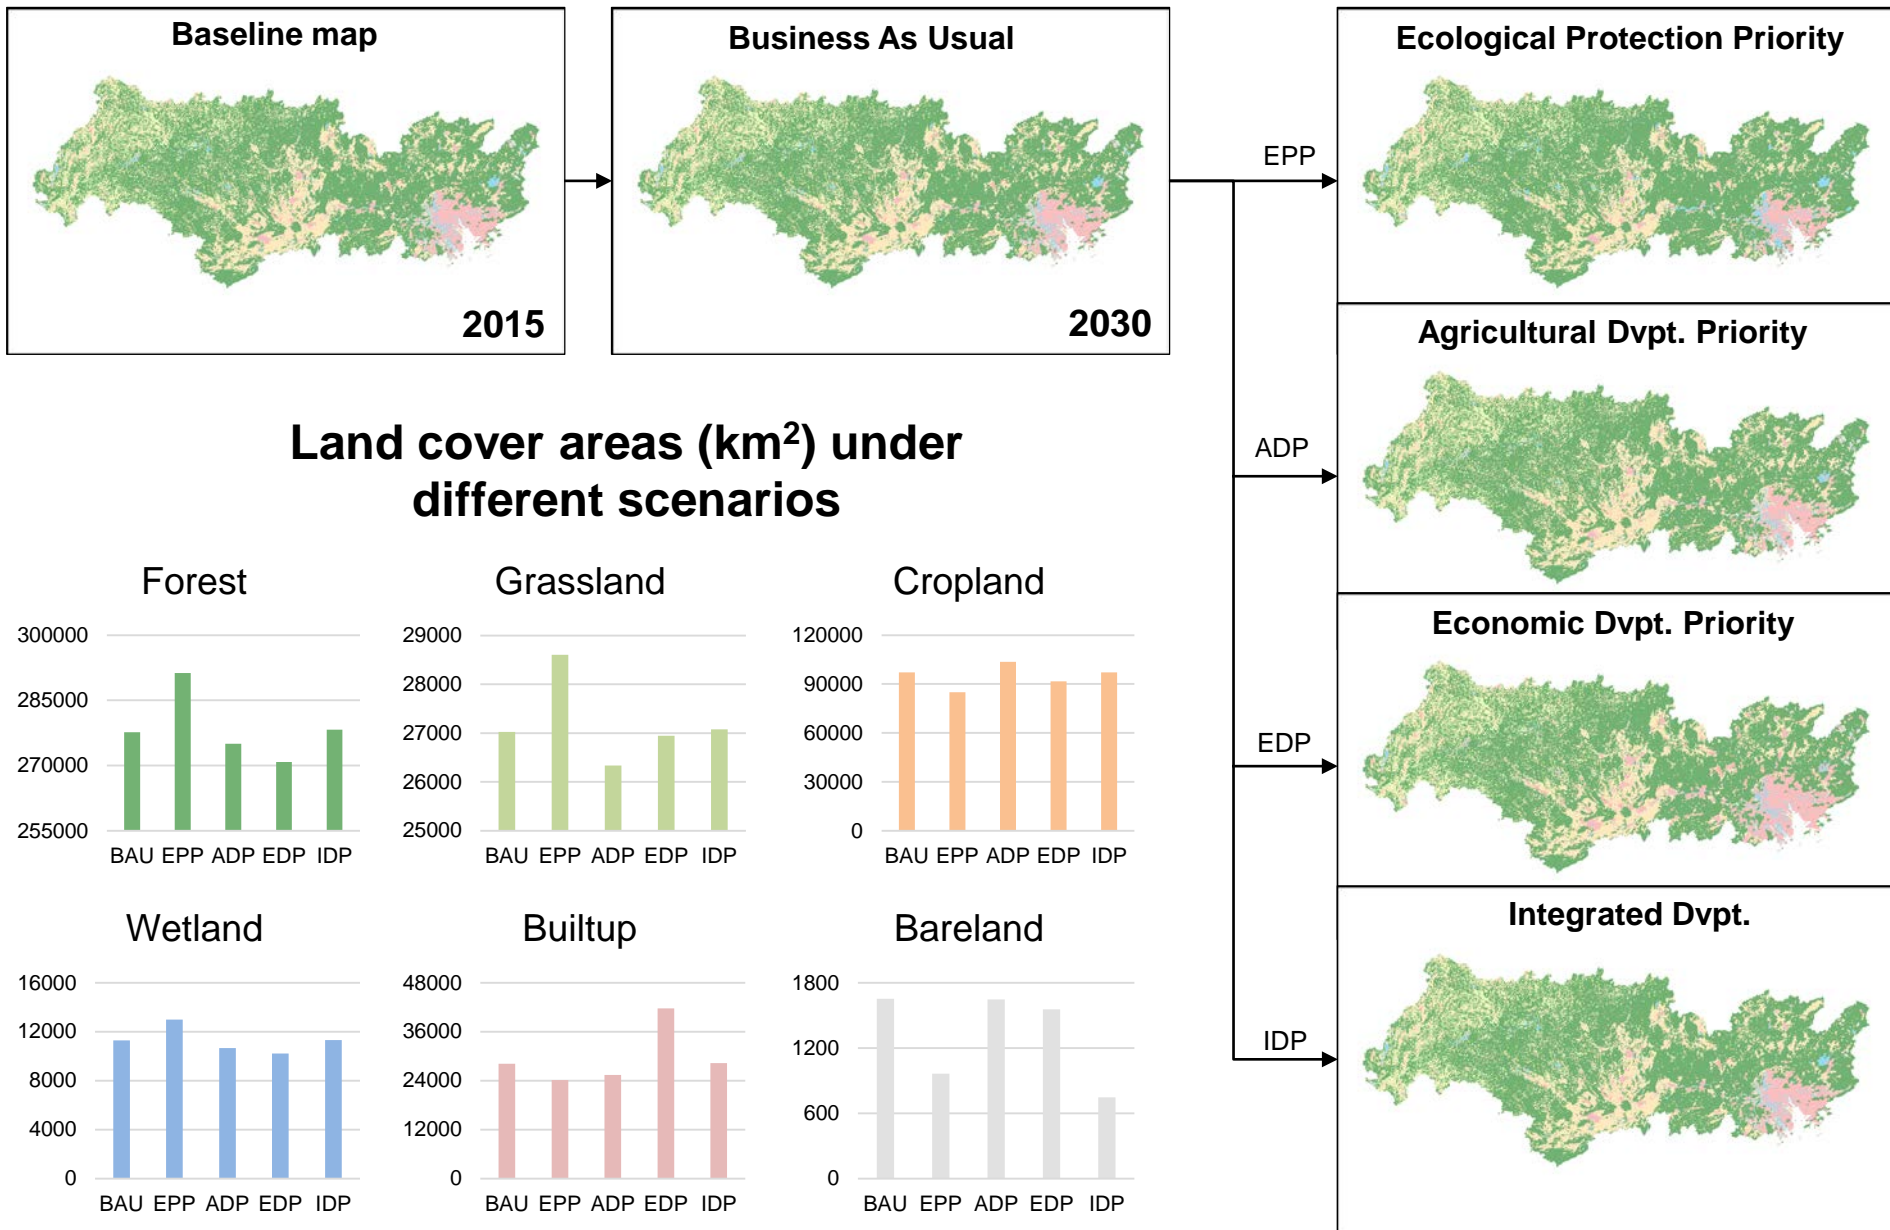 Baseline map
2015
Business As Usual
2030
EPP
ADP
EDP
IDP
Ecological Protection Priority
Agricultural Dvpt. Priority
Economic Dvpt. Priority
Integrated Dvpt.
Land cover areas (km²) under
different scenarios
Forest
300000
285000
270000
255000
BAU EPP ADP EDP IDP
Grassland
29000
28000
27000
26000
25000
BAU EPP ADP EDP IDP
Cropland
120000
90000
60000
30000
0
BAU EPP ADP EDP IDP
Wetland
16000
12000
8000
4000
0
BAU EPP ADP EDP IDP
Builtup
48000
36000
24000
12000
0
BAU EPP ADP EDP IDP
Bareland
1800
1200
600
0
BAU EPP ADP EDP IDP